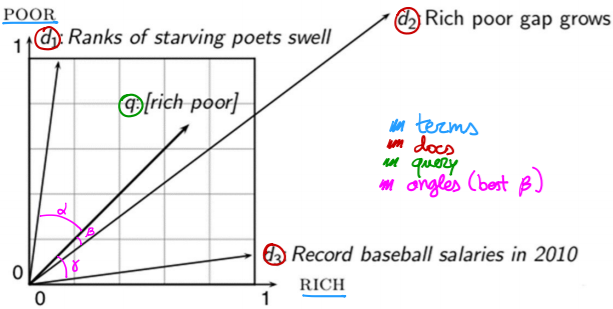 POOR
d₂: Rich poor gap grows
1
d₁: Ranks of starving poets swell
q: [rich poor]
terms
docs
query
angles (best β)
α
β
γ
d₃: Record baseball salaries in 2010
0
0
1
RICH